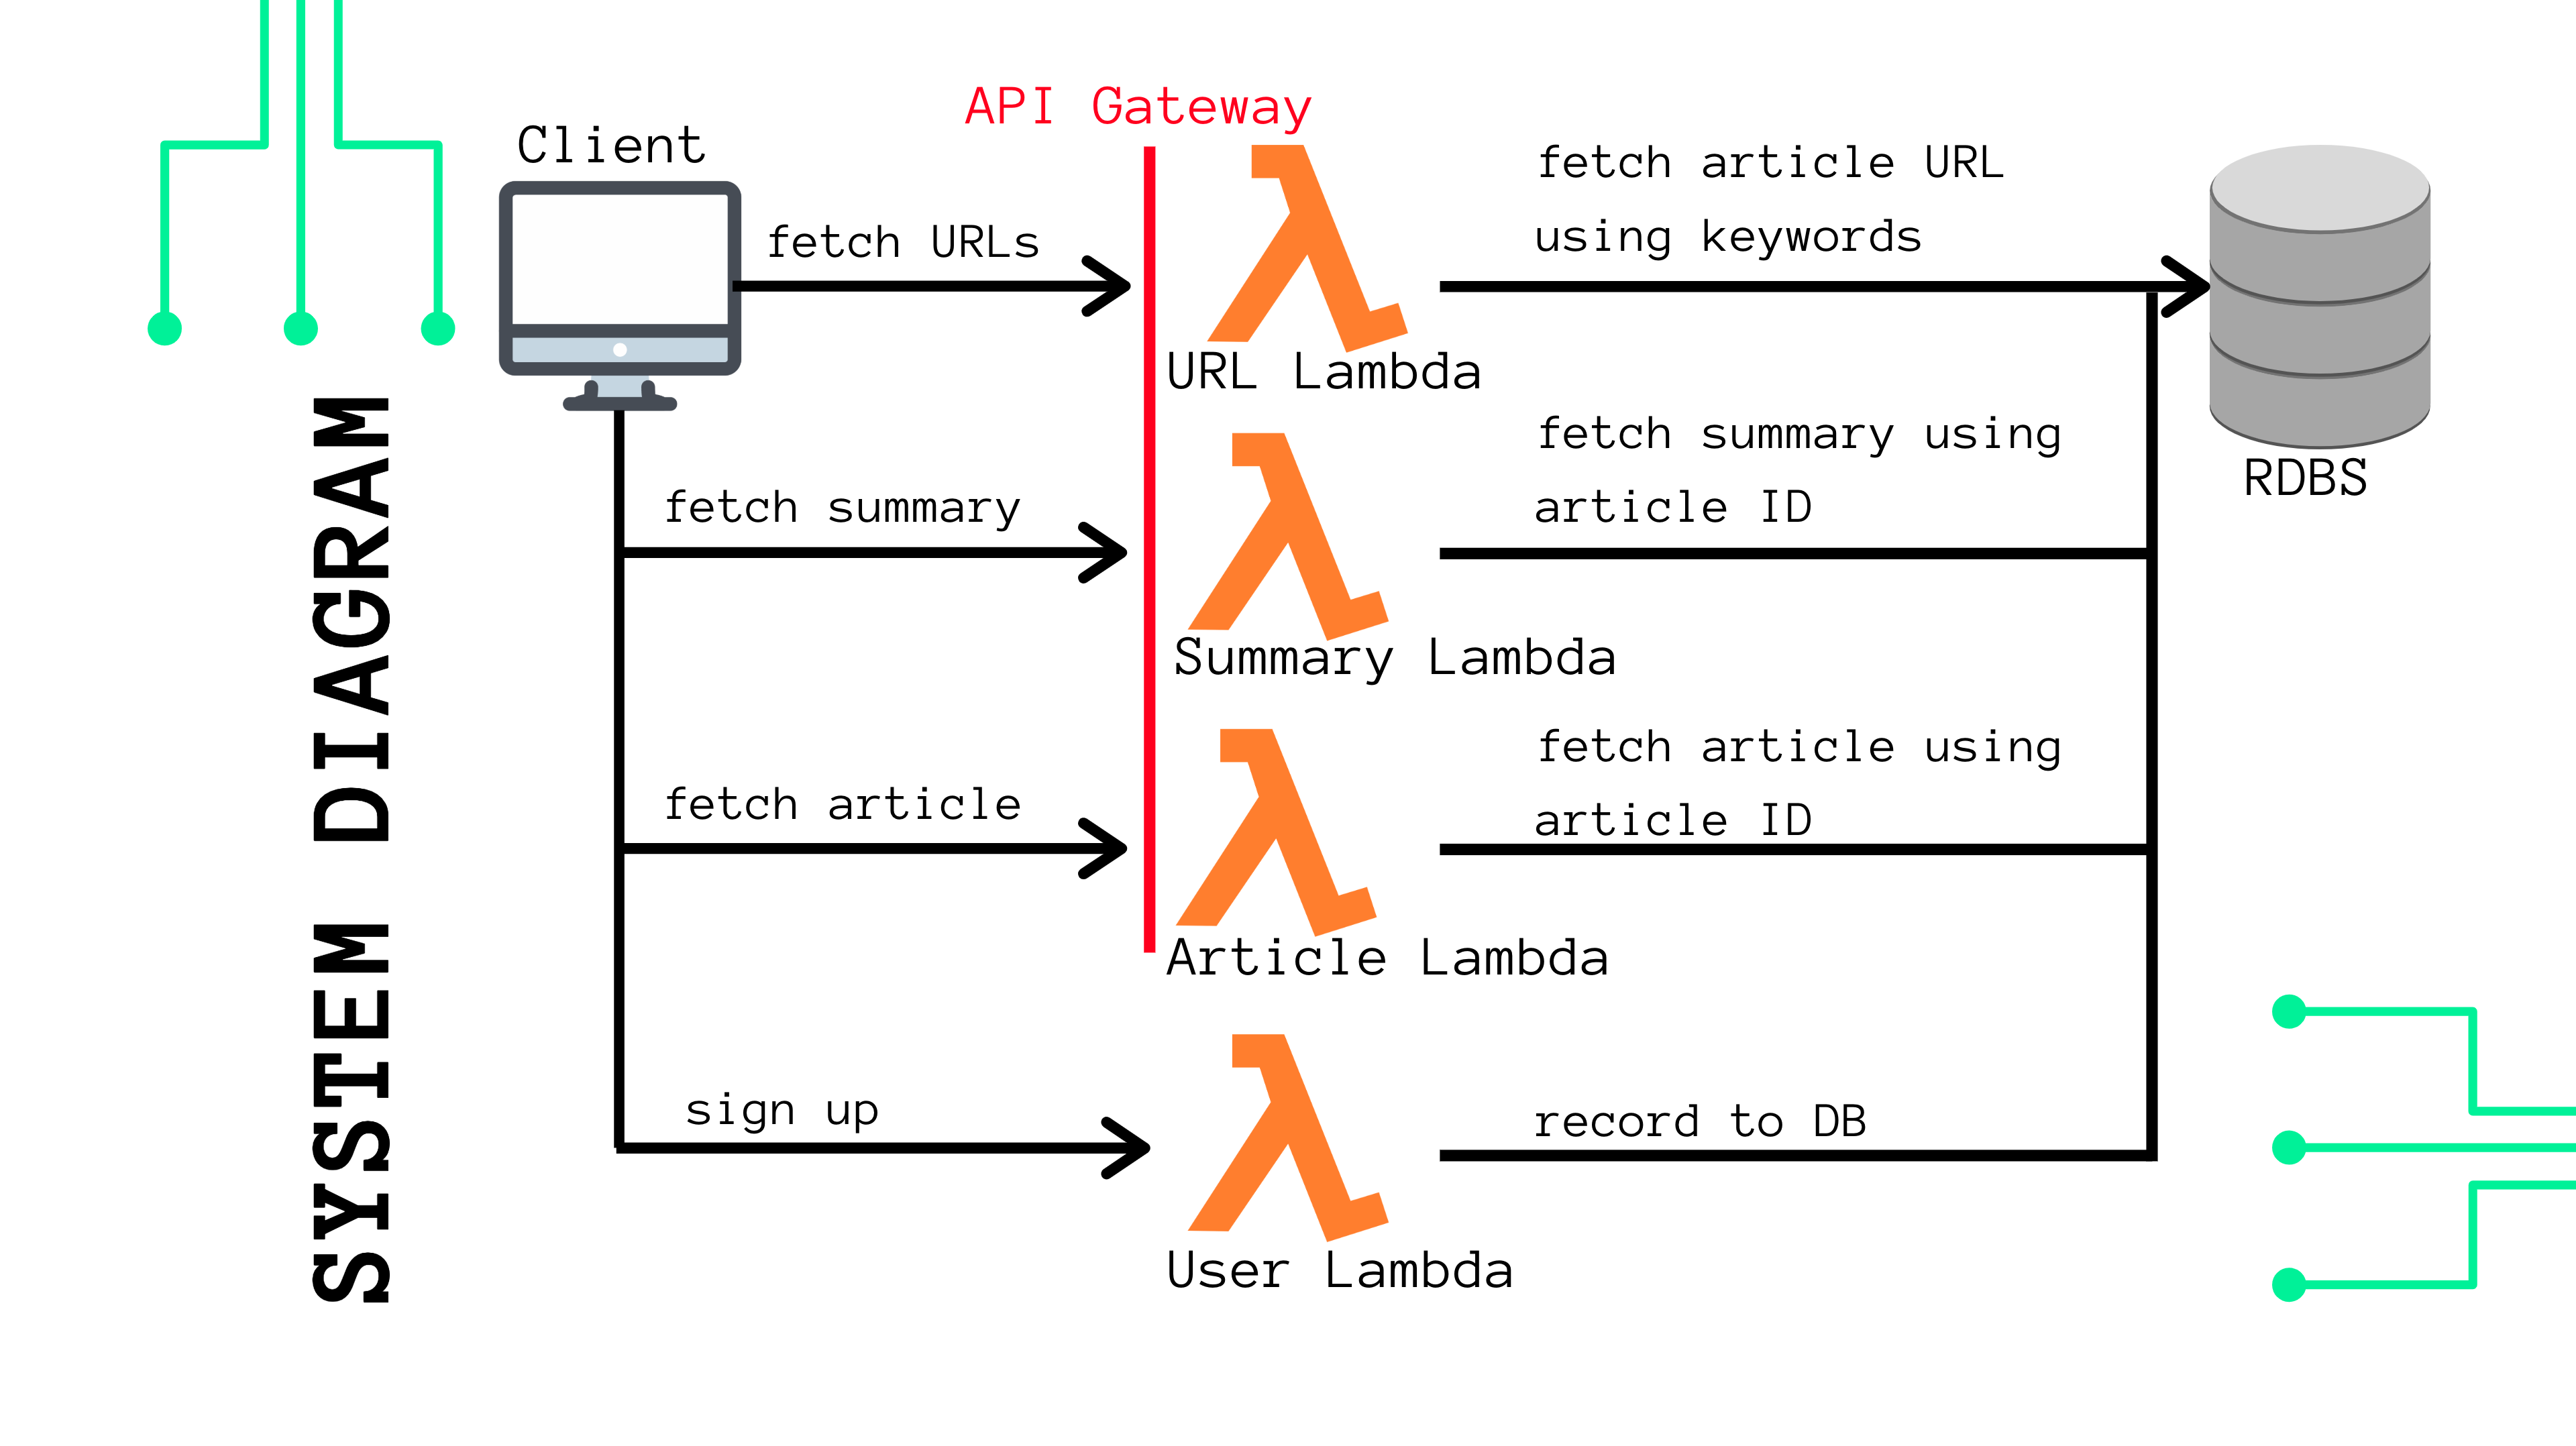 SYSTEM DIAGRAM
Client
API Gateway
fetch URLs
URL Lambda
fetch article URL
using keywords
RDBS
fetch summary
Summary Lambda
fetch summary using
article ID
fetch article
Article Lambda
fetch article using
article ID
sign up
User Lambda
record to DB